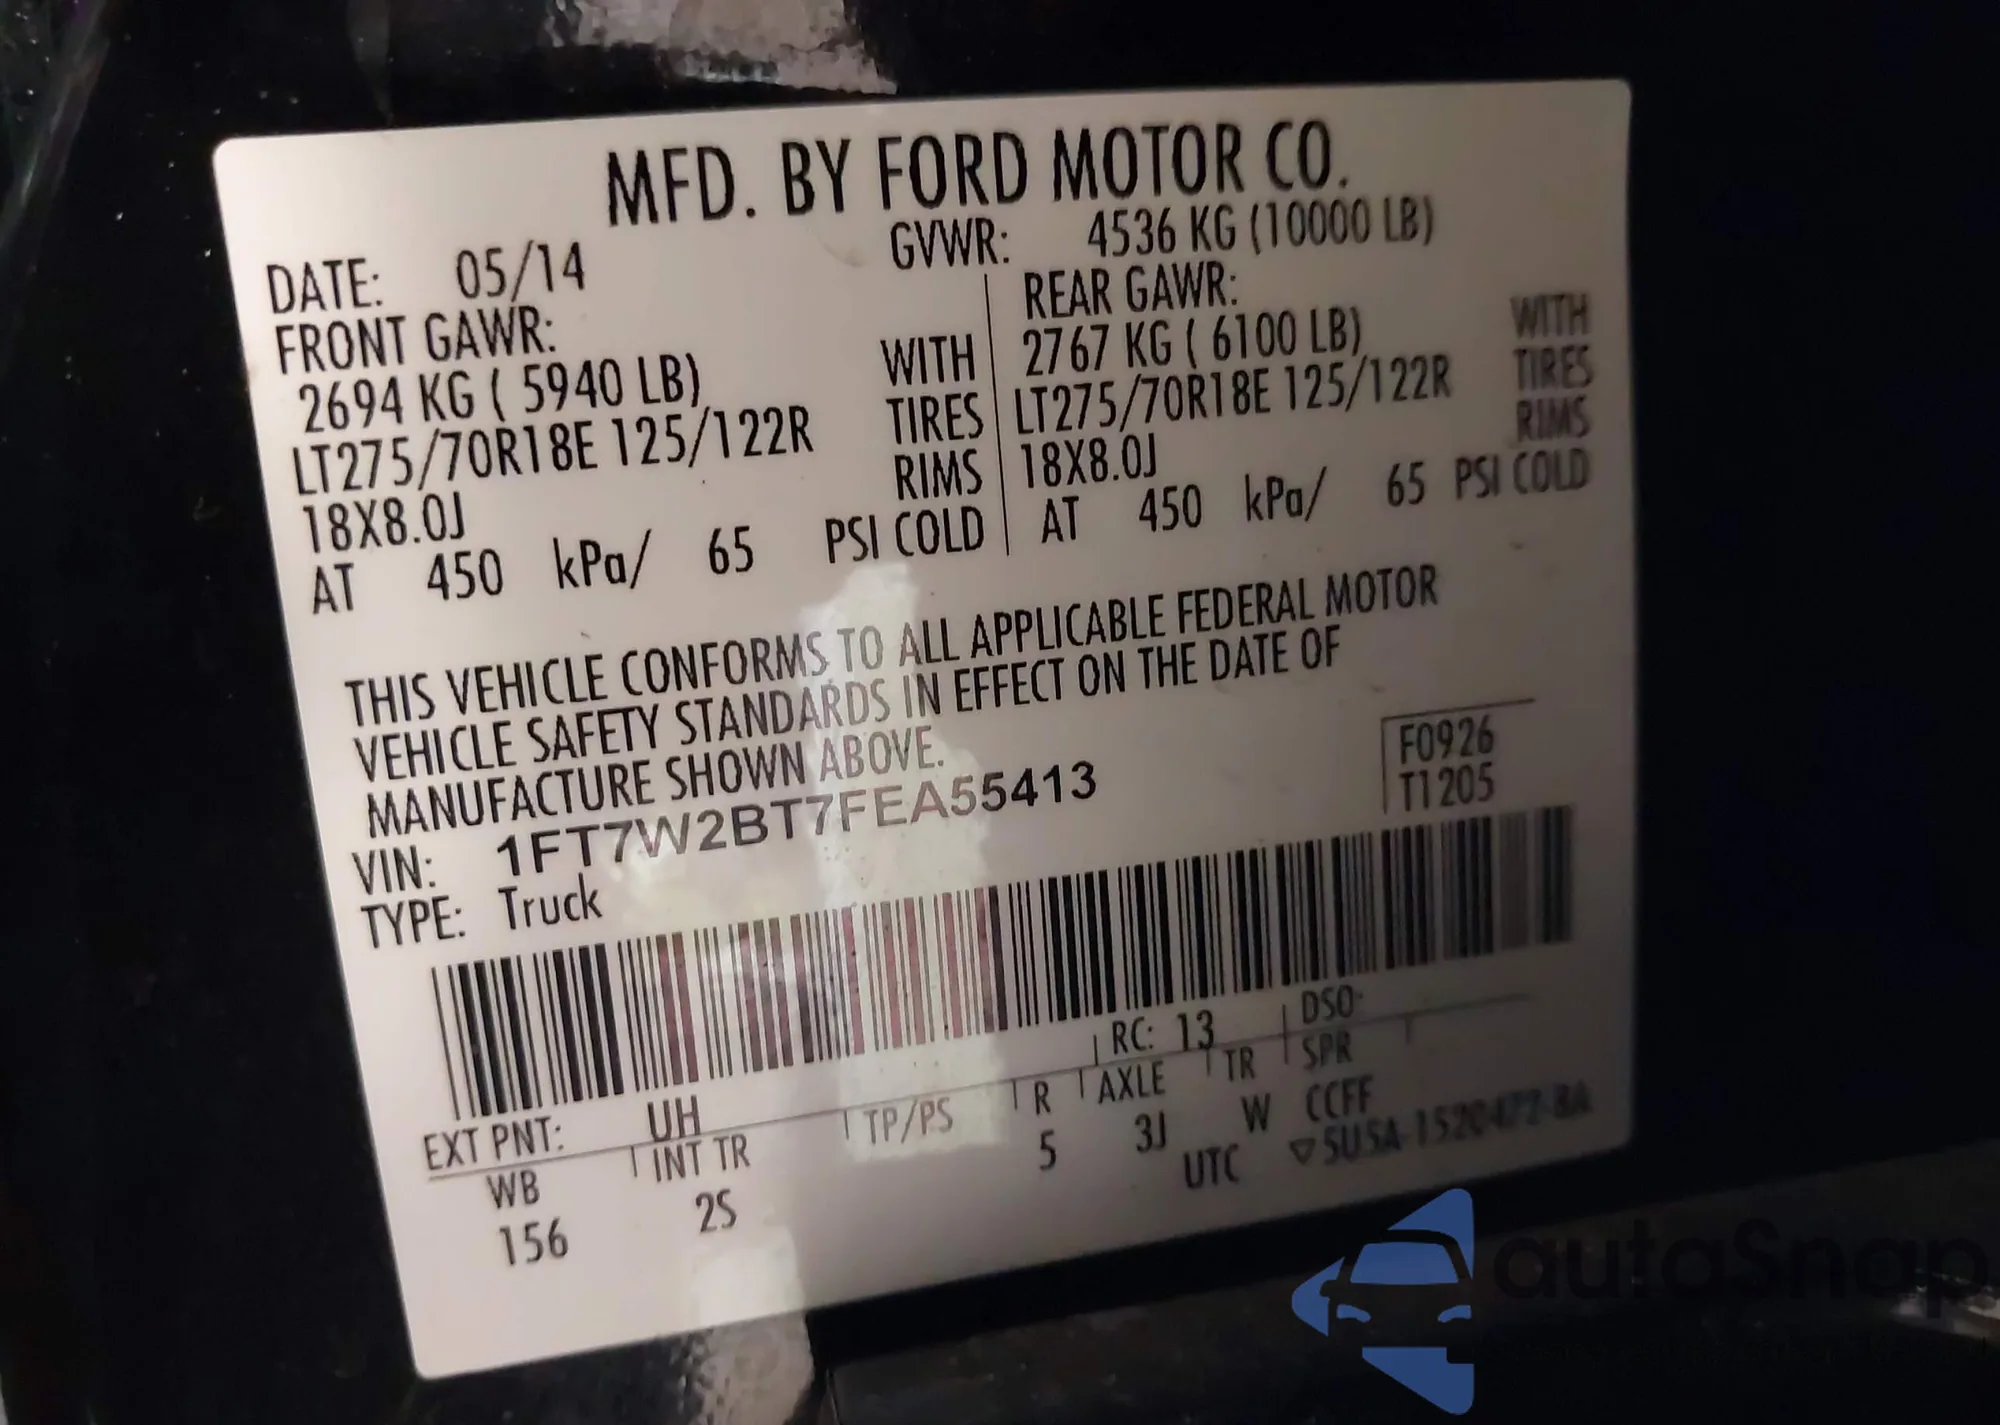 MFD. BY FORD MOTOR CO.
DATE: 05/14 GVWR: 4536 KG (10000 LB)
FRONT GAWR: REAR GAWR:
2694 KG ( 5940 LB) WITH 2767 KG ( 6100 LB) WITH
LT275/70R18E 125/122R TIRES LT275/70R18E 125/122R TIRES
18X8.0J RIMS 18X8.0J RIMS
AT 450 kPa/ 65 PSI COLD AT 450 kPa/ 65 PSI COLD
THIS VEHICLE CONFORMS TO ALL APPLICABLE FEDERAL MOTOR
VEHICLE SAFETY STANDARDS IN EFFECT ON THE DATE OF
MANUFACTURE SHOWN ABOVE.
F0926
T1205
VIN: 1FT7W2BT7FEA55413
TYPE: Truck
EXT PNT: UH RC: 13 DSO:
WB INT TR TP/PS R AXLE TR SPR
156 2S 5 3J W CCFF
UTC ▽SUSA-1520472-BA
autoSnap